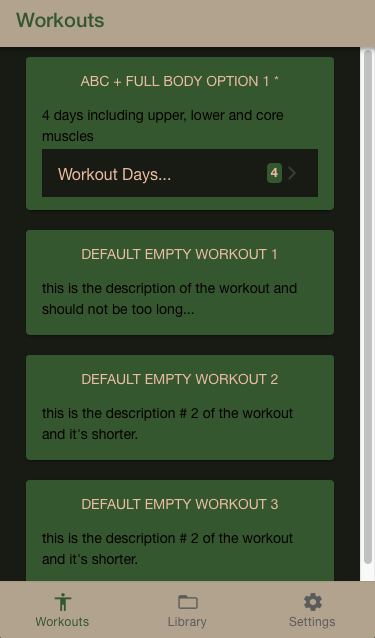 Workouts
ABC + FULL BODY OPTION 1 *
4 days including upper, lower and core
muscles
Workout Days... 4
DEFAULT EMPTY WORKOUT 1
this is the description of the workout and
should not be too long...
DEFAULT EMPTY WORKOUT 2
this is the description # 2 of the workout
and it's shorter.
DEFAULT EMPTY WORKOUT 3
this is the description # 2 of the workout
and it's shorter.
Workouts Library Settings